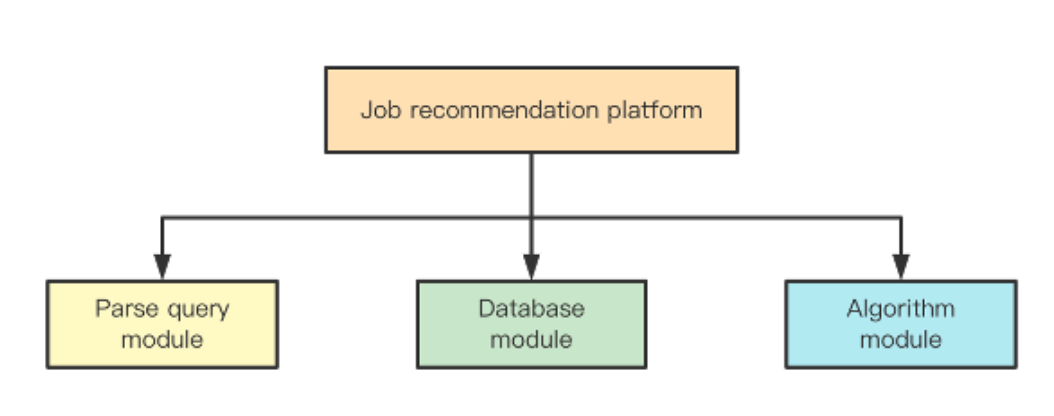 Job recommendation platform
Parse query
module
Database
module
Algorithm
module